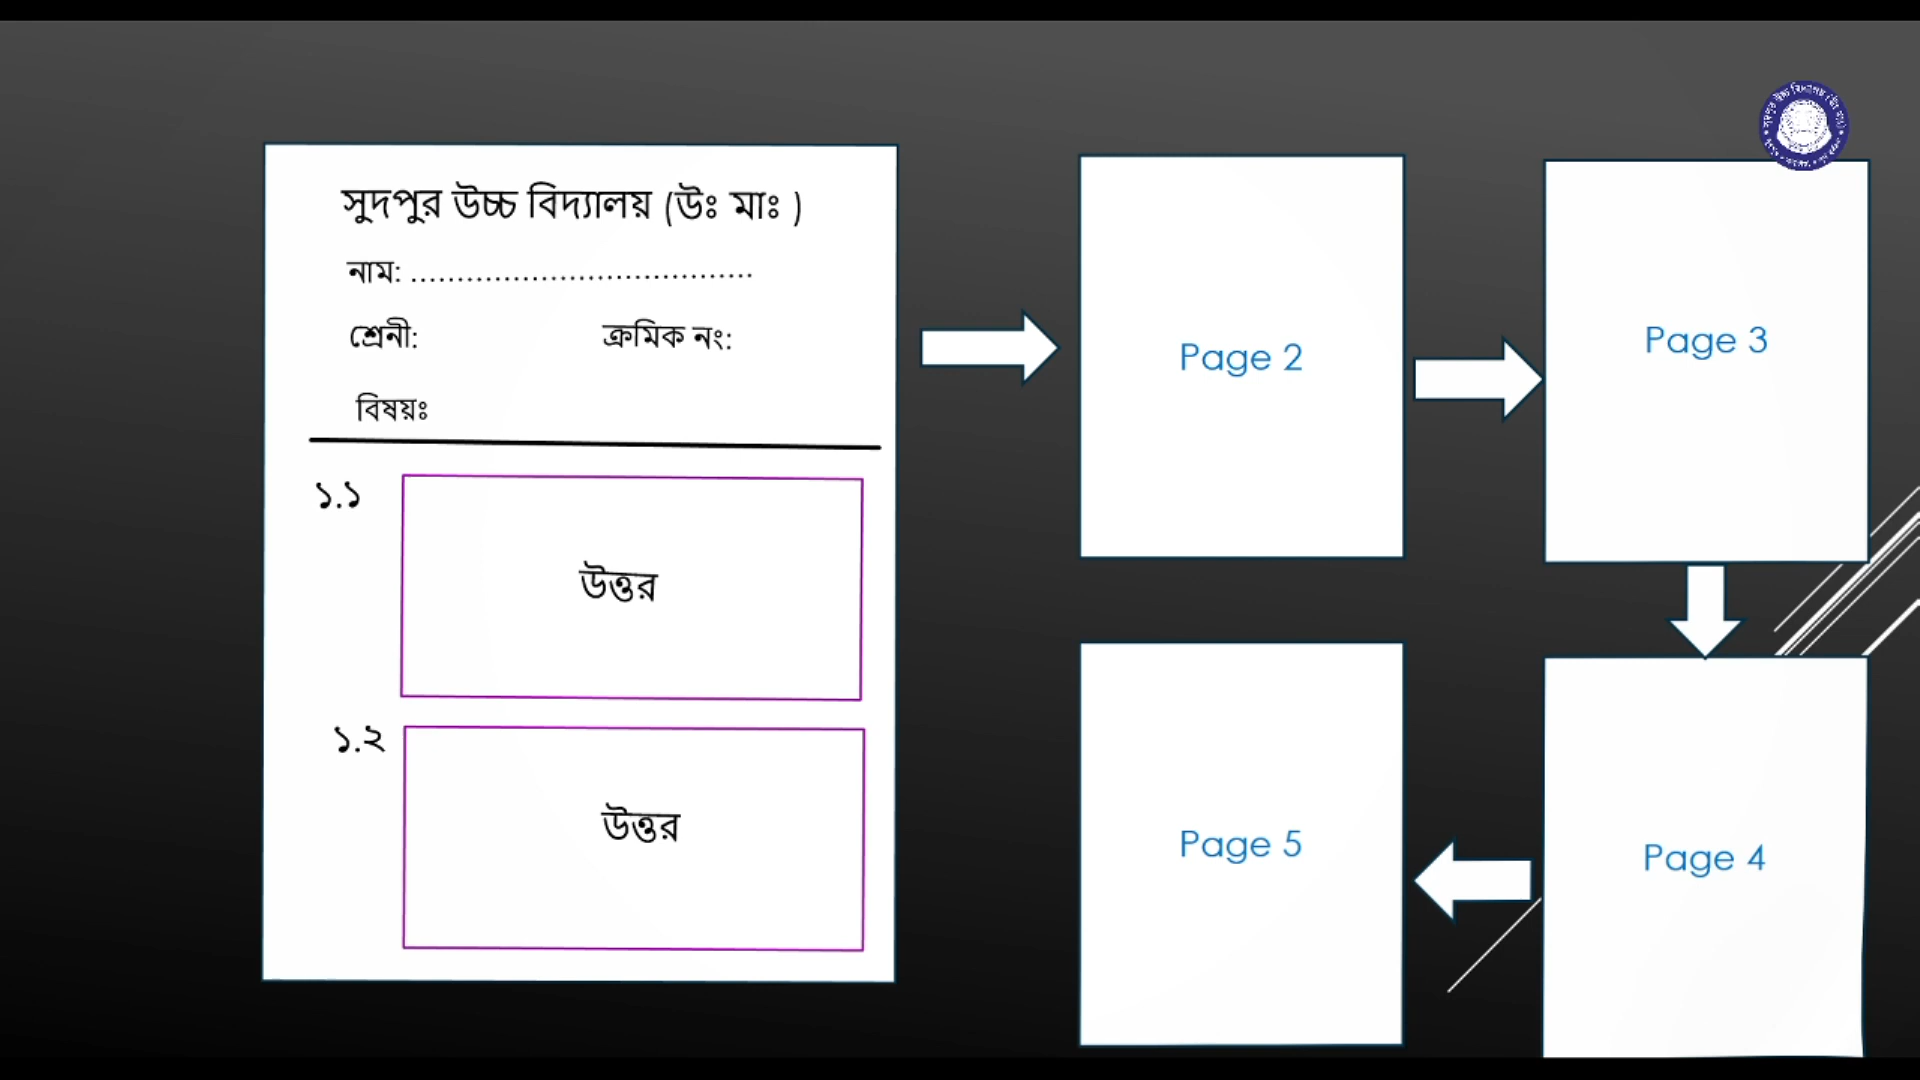 সুদপুর উচ্চ বিদ্যালয় (উঃ মাঃ )
নাম: .....................................
শ্রেনী: ক্রমিক নং:
বিষয়ঃ
১.১
উত্তর
১.২
উত্তর
Page 2
Page 3
Page 4
Page 5